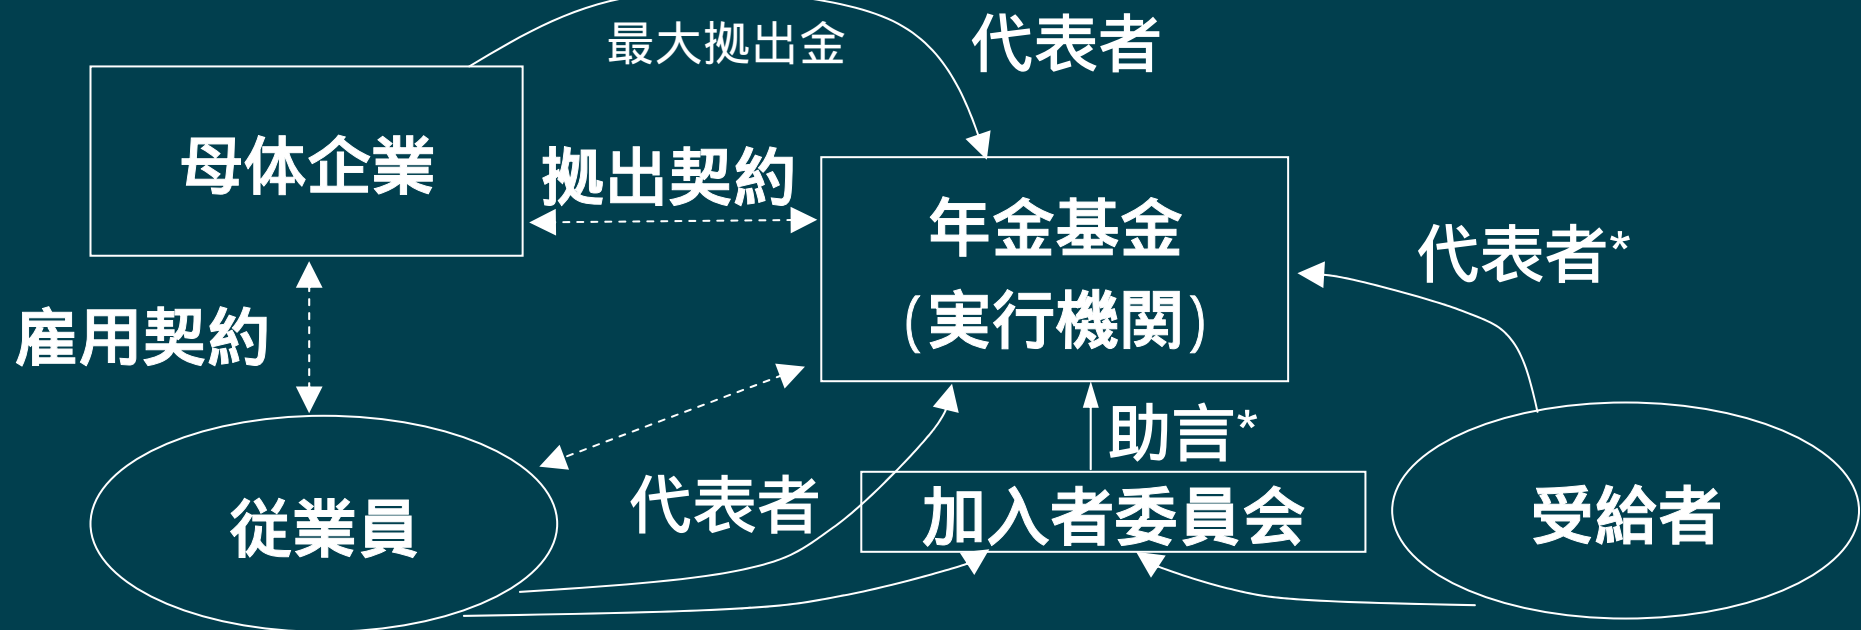 最大拠出金
代表者
母体企業
拠出契約
年金基金
(実行機関)
代表者*
雇用契約
助言*
代表者
加入者委員会
従業員
受給者